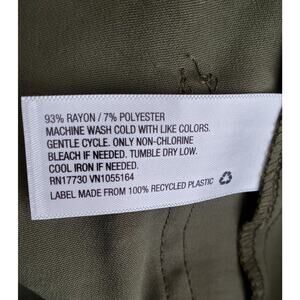 93% RAYON / 7% POLYESTER
MACHINE WASH COLD WITH LIKE COLORS.
GENTLE CYCLE. ONLY NON-CHLORINE
BLEACH IF NEEDED. TUMBLE DRY LOW.
COOL IRON IF NEEDED.
RN17730 VN1055164
LABEL MADE FROM 100% RECYCLED PLASTIC